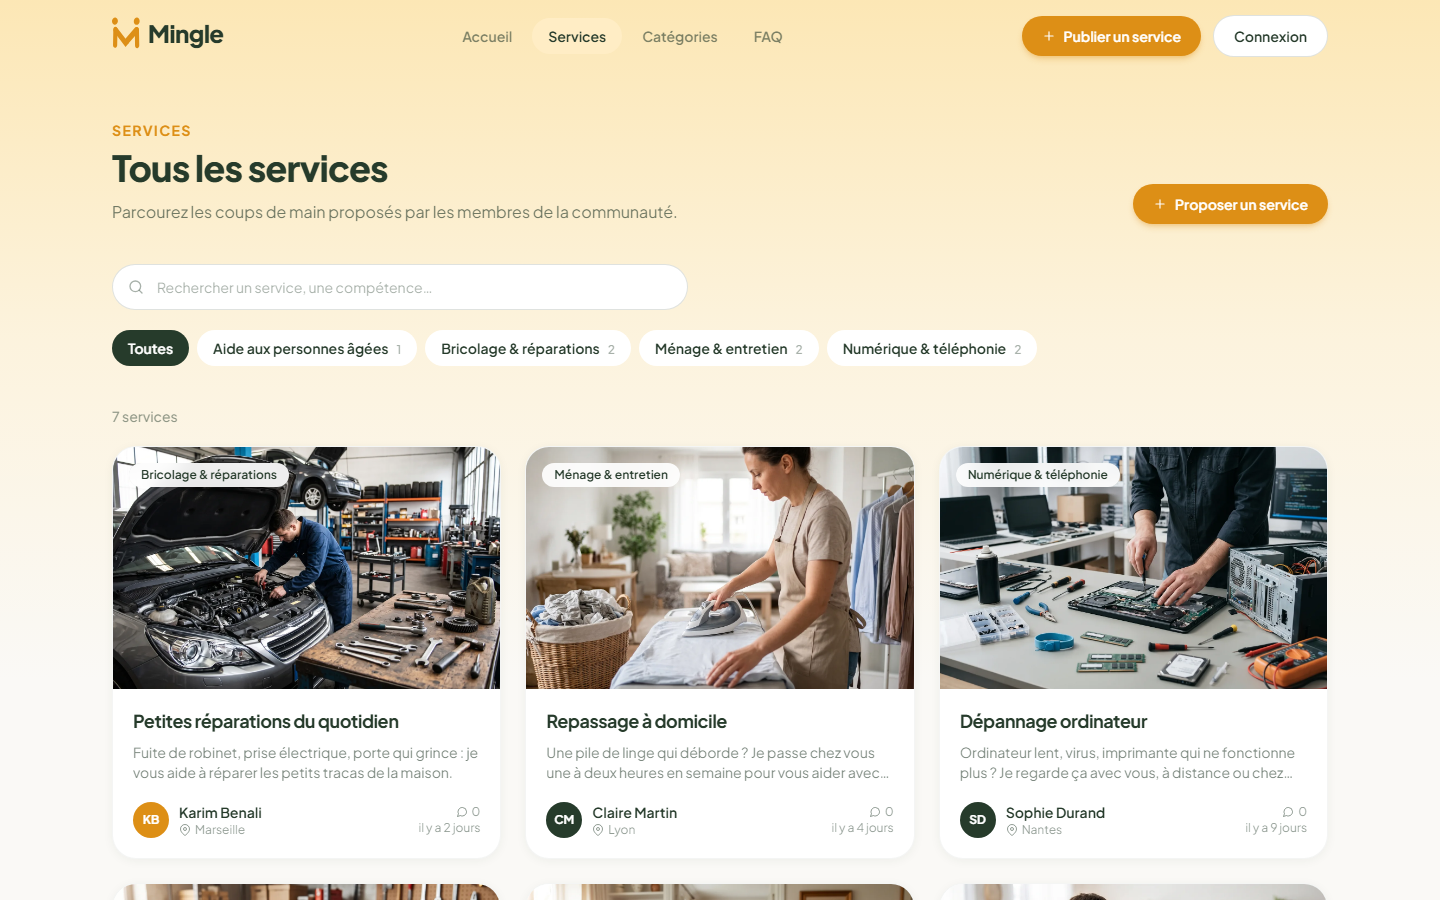 Mingle
Accueil
Services
Catégories
FAQ
Publier un service
Connexion
SERVICES
Tous les services
Parcourez les coups de main proposés par les membres de la communauté.
Proposer un service
Rechercher un service, une compétence…
Toutes
Aide aux personnes âgées 1
Bricolage & réparations 2
Ménage & entretien 2
Numérique & téléphonie 2
7 services
Bricolage & réparations
Petites réparations du quotidien
Fuite de robinet, prise électrique, porte qui grince : je
vous aide à réparer les petits tracas de la maison.
KB
Karim Benali
Marseille
0
il y a 2 jours
Ménage & entretien
Repassage à domicile
Une pile de linge qui déborde ? Je passe chez vous
une à deux heures en semaine pour vous aider avec…
CM
Claire Martin
Lyon
0
il y a 4 jours
Numérique & téléphonie
Dépannage ordinateur
Ordinateur lent, virus, imprimante qui ne fonctionne
plus ? Je regarde ça avec vous, à distance ou chez…
SD
Sophie Durand
Nantes
0
il y a 9 jours